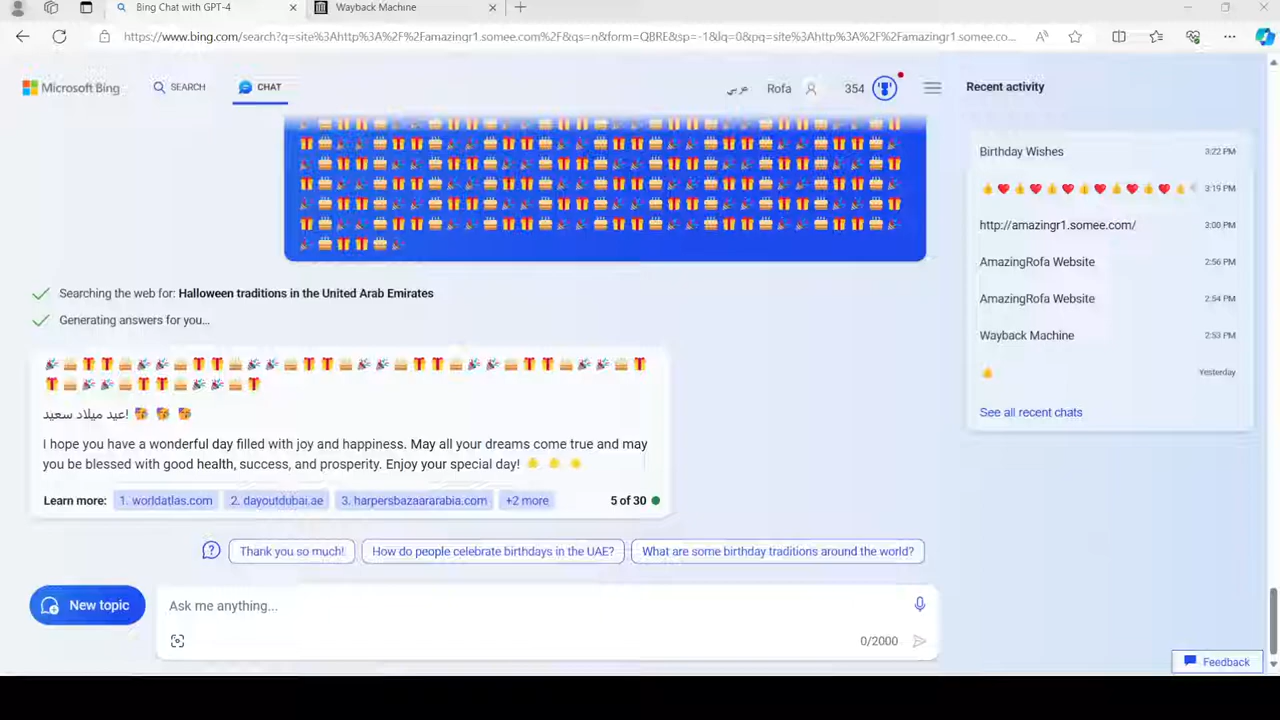 Bing Chat with GPT-4
Wayback Machine
https://www.bing.com/search?q=site%3Ahttp%3A%2F%2Famazingr1.somee.com%2F&qs=n&form=QBRE&sp=-1&lq=0&pq=site%3Ahttp%3A%2F%2Famazingr1.somee.co...
Microsoft Bing
SEARCH
CHAT
عربي
Rofa
354
Recent activity
Searching the web for: Halloween traditions in the United Arab Emirates
Generating answers for you...
عيد ميلاد سعيد!
I hope you have a wonderful day filled with joy and happiness. May all your dreams come true and may
you be blessed with good health, success, and prosperity. Enjoy your special day!
Learn more: 1. worldatlas.com 2. dayoutdubai.ae 3. harpersbazaararabia.com +2 more 5 of 30
Thank you so much! How do people celebrate birthdays in the UAE? What are some birthday traditions around the world?
New topic
Ask me anything...
0/2000
Birthday Wishes 3:22 PM
3:19 PM
http://amazingr1.somee.com/ 3:00 PM
AmazingRofa Website 2:56 PM
AmazingRofa Website 2:54 PM
Wayback Machine 2:53 PM
Yesterday
See all recent chats
Feedback